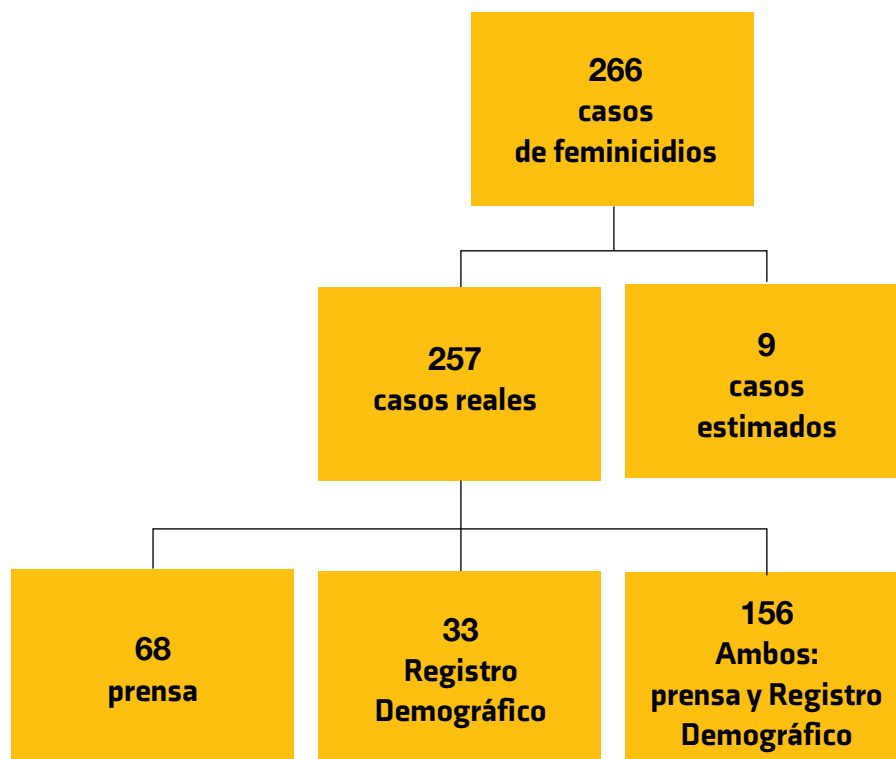 266
casos
de feminicidios
257
casos reales
9
casos
estimados
68
prensa
33
Registro
Demográfico
156
Ambos:
prensa y Registro
Demográfico